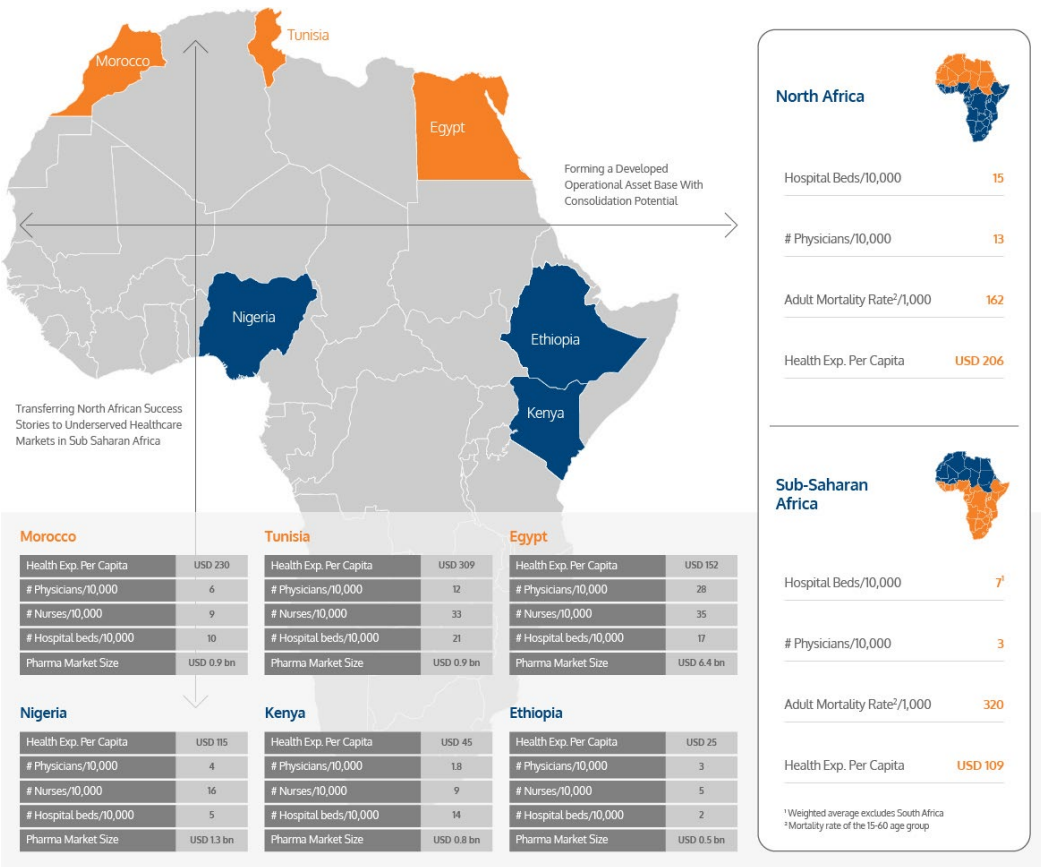 Morocco
Tunisia
Egypt
Forming a Developed
Operational Asset Base With
Consolidation Potential
Nigeria
Ethiopia
Kenya
Transferring North African Success
Stories to Underserved Healthcare
Markets in Sub Saharan Africa
North Africa
Hospital Beds/10,000 15
# Physicians/10,000 13
Adult Mortality Rate²/1,000 162
Health Exp. Per Capita USD 206
Sub-Saharan
Africa
Hospital Beds/10,000 7¹
# Physicians/10,000 3
Adult Mortality Rate²/1,000 320
Health Exp. Per Capita USD 109
¹ Weighted average excludes South Africa
² Mortality rate of the 15-60 age group
Morocco
Health Exp. Per Capita USD 230
# Physicians/10,000 6
# Nurses/10,000 9
# Hospital beds/10,000 10
Pharma Market Size USD 0.9 bn
Tunisia
Health Exp. Per Capita USD 309
# Physicians/10,000 12
# Nurses/10,000 33
# Hospital beds/10,000 21
Pharma Market Size USD 0.9 bn
Egypt
Health Exp. Per Capita USD 152
# Physicians/10,000 28
# Nurses/10,000 35
# Hospital beds/10,000 17
Pharma Market Size USD 6.4 bn
Nigeria
Health Exp. Per Capita USD 115
# Physicians/10,000 4
# Nurses/10,000 16
# Hospital beds/10,000 5
Pharma Market Size USD 1.3 bn
Kenya
Health Exp. Per Capita USD 45
# Physicians/10,000 1.8
# Nurses/10,000 9
# Hospital beds/10,000 14
Pharma Market Size USD 0.8 bn
Ethiopia
Health Exp. Per Capita USD 25
# Physicians/10,000 3
# Nurses/10,000 5
# Hospital beds/10,000 2
Pharma Market Size USD 0.5 bn